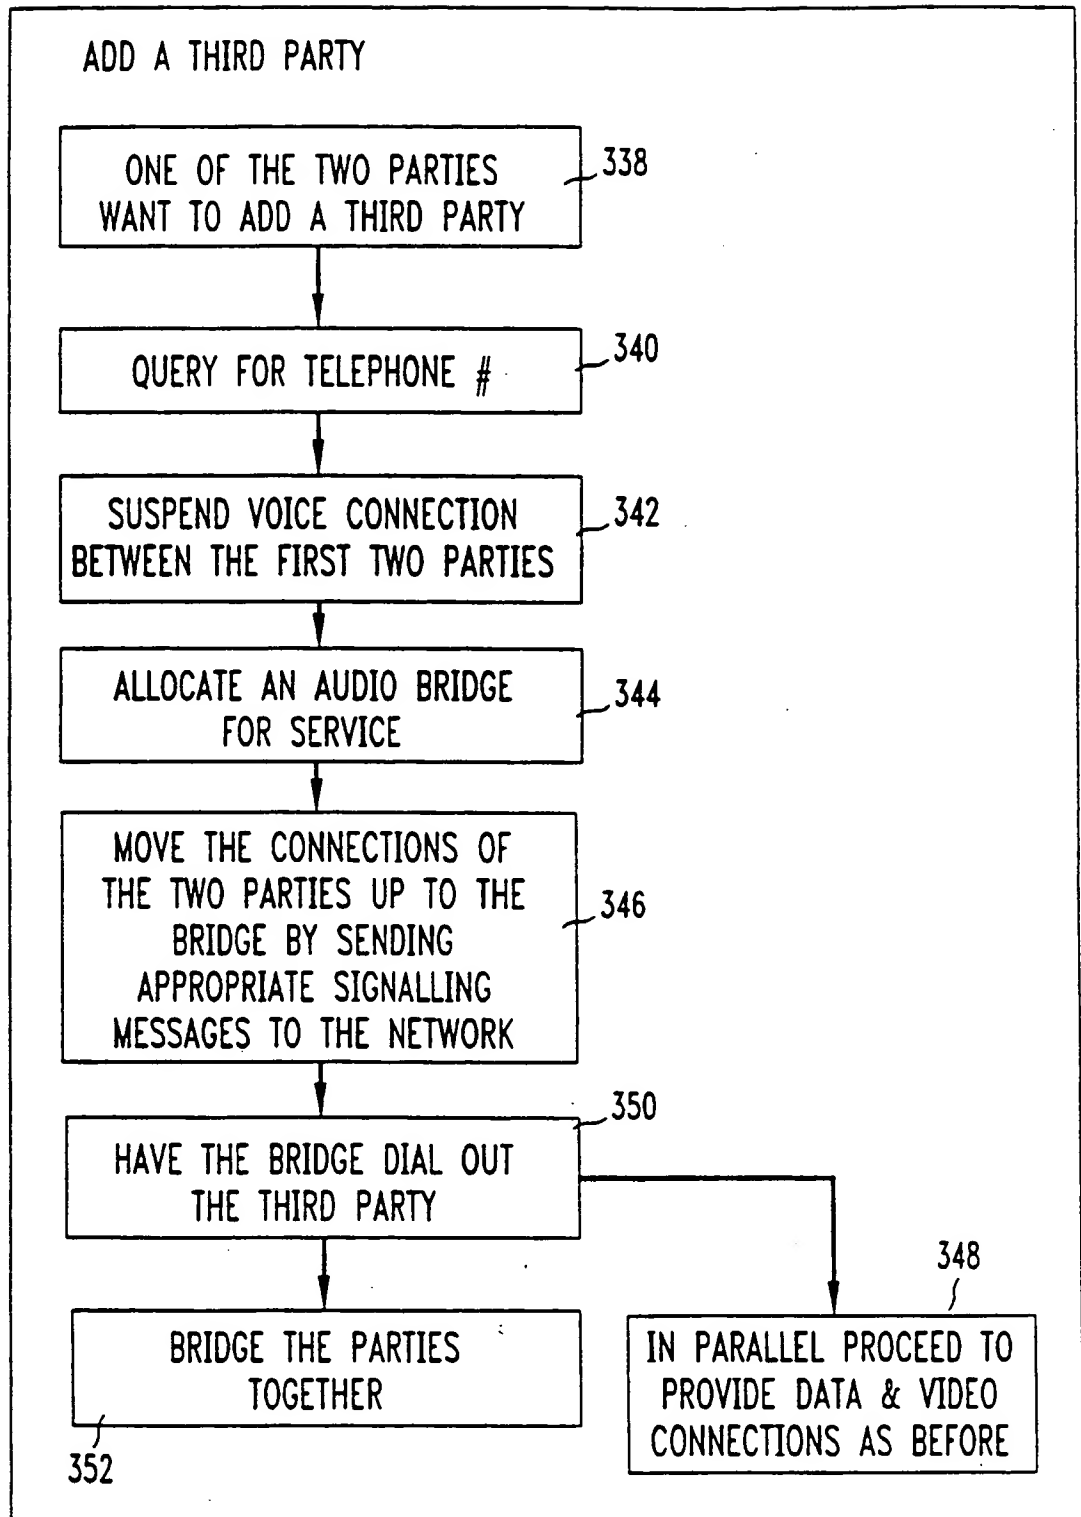 ADD A THIRD PARTY
ONE OF THE TWO PARTIES
WANT TO ADD A THIRD PARTY
338
QUERY FOR TELEPHONE #
340
SUSPEND VOICE CONNECTION
BETWEEN THE FIRST TWO PARTIES
342
ALLOCATE AN AUDIO BRIDGE
FOR SERVICE
344
MOVE THE CONNECTIONS OF
THE TWO PARTIES UP TO THE
BRIDGE BY SENDING
APPROPRIATE SIGNALLING
MESSAGES TO THE NETWORK
346
350
HAVE THE BRIDGE DIAL OUT
THE THIRD PARTY
BRIDGE THE PARTIES
TOGETHER
352
348
IN PARALLEL PROCEED TO
PROVIDE DATA & VIDEO
CONNECTIONS AS BEFORE